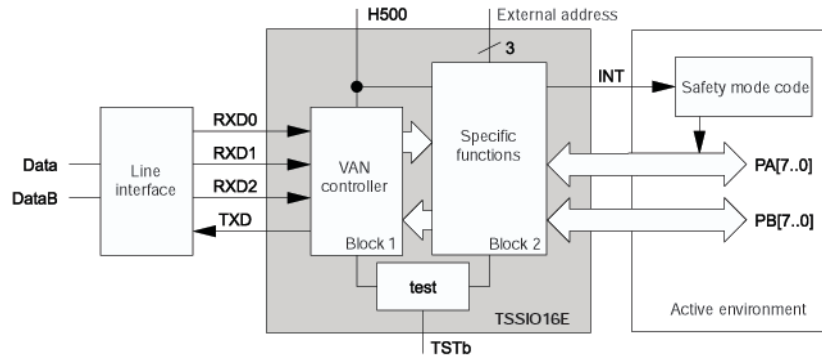 H500
External address
3
INT
Safety mode code
RXD0
RXD1
RXD2
TXD
Data
DataB
Line
interface
VAN
controller
Block 1
Specific
functions
Block 2
PA[7..0]
PB[7..0]
test
TSSIO16E
Active environment
TSTb